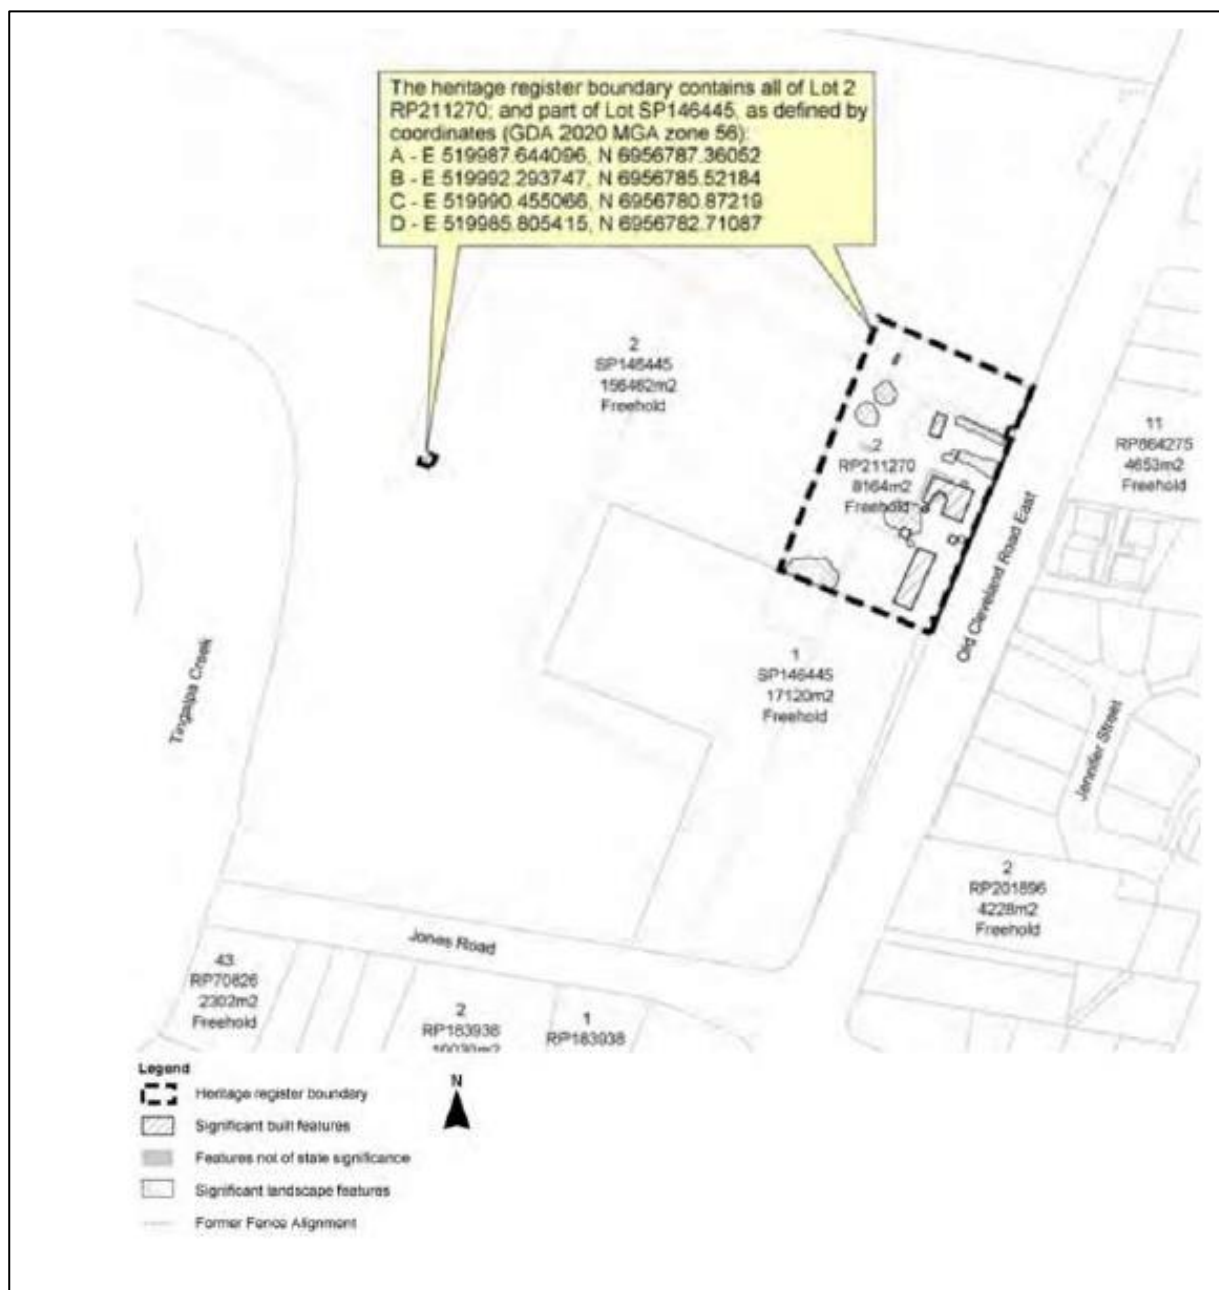 The heritage register boundary contains all of Lot 2
RP211270; and part of Lot SP146445, as defined by
coordinates (GDA 2020 MGA zone 56):
A - E 519987.644096, N 6956787.36052
B - E 519992.293747, N 6956785.52184
C - E 519990.455066, N 6956780.87219
D - E 519985.805415, N 6956782.71087
2
SP146445
156462m2
Freehold
2
RP211270
8164m2
Freehold
11
RP864275
4653m2
Freehold
Old Cleveland Road East
Tingalpa Creek
1
SP146445
17120m2
Freehold
Jennifer Street
2
RP201896
4228m2
Freehold
Jones Road
43
RP70826
2302m2
Freehold
2
RP183938
10030m2
1
RP183938
Legend
Heritage register boundary
Significant built features
Features not of state significance
Significant landscape features
Former Fence Alignment
N